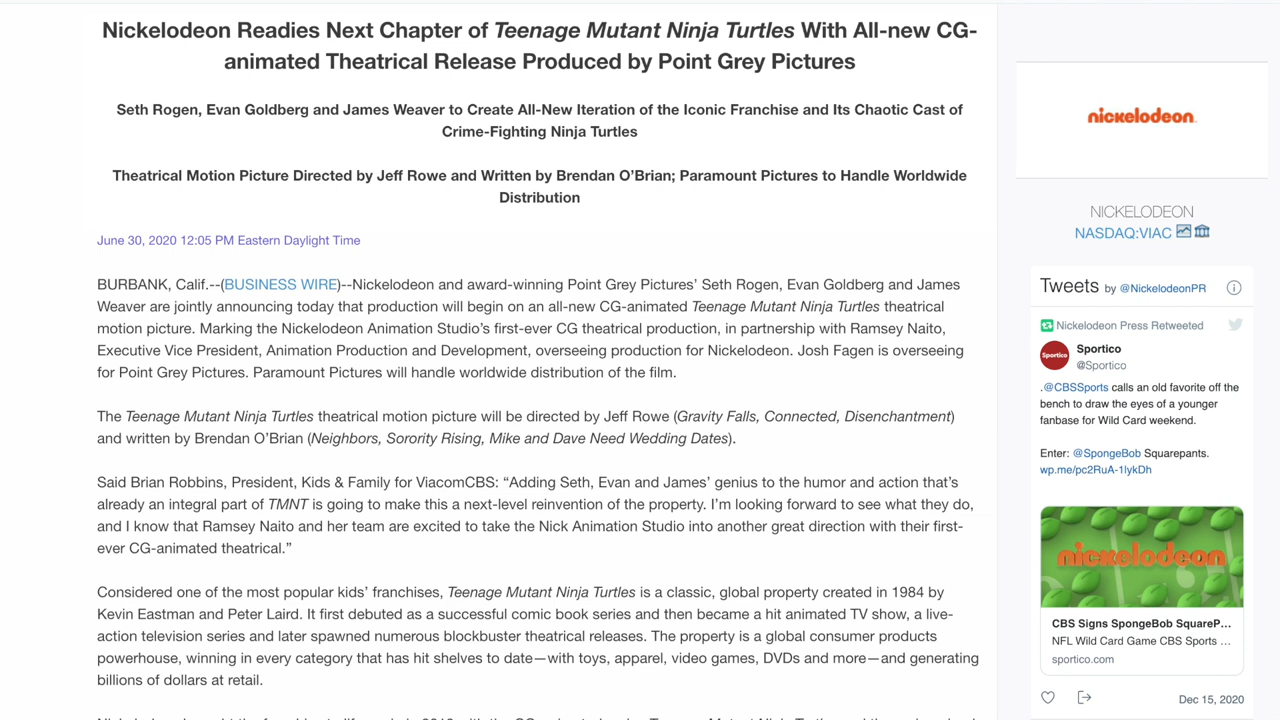 Nickelodeon Readies Next Chapter of Teenage Mutant Ninja Turtles With All-new CG-
animated Theatrical Release Produced by Point Grey Pictures
Seth Rogen, Evan Goldberg and James Weaver to Create All-New Iteration of the Iconic Franchise and Its Chaotic Cast of
Crime-Fighting Ninja Turtles
Theatrical Motion Picture Directed by Jeff Rowe and Written by Brendan O’Brian; Paramount Pictures to Handle Worldwide
Distribution
June 30, 2020 12:05 PM Eastern Daylight Time
BURBANK, Calif.--(BUSINESS WIRE)--Nickelodeon and award-winning Point Grey Pictures’ Seth Rogen, Evan Goldberg and James
Weaver are jointly announcing today that production will begin on an all-new CG-animated Teenage Mutant Ninja Turtles theatrical
motion picture. Marking the Nickelodeon Animation Studio’s first-ever CG theatrical production, in partnership with Ramsey Naito,
Executive Vice President, Animation Production and Development, overseeing production for Nickelodeon. Josh Fagen is overseeing
for Point Grey Pictures. Paramount Pictures will handle worldwide distribution of the film.
The Teenage Mutant Ninja Turtles theatrical motion picture will be directed by Jeff Rowe (Gravity Falls, Connected, Disenchantment)
and written by Brendan O’Brian (Neighbors, Sorority Rising, Mike and Dave Need Wedding Dates).
Said Brian Robbins, President, Kids & Family for ViacomCBS: “Adding Seth, Evan and James’ genius to the humor and action that’s
already an integral part of TMNT is going to make this a next-level reinvention of the property. I’m looking forward to see what they do,
and I know that Ramsey Naito and her team are excited to take the Nick Animation Studio into another great direction with their first-
ever CG-animated theatrical.”
Considered one of the most popular kids’ franchises, Teenage Mutant Ninja Turtles is a classic, global property created in 1984 by
Kevin Eastman and Peter Laird. It first debuted as a successful comic book series and then became a hit animated TV show, a live-
action television series and later spawned numerous blockbuster theatrical releases. The property is a global consumer products
powerhouse, winning in every category that has hit shelves to date—with toys, apparel, video games, DVDs and more—and generating
billions of dollars at retail.
nickelodeon
NICKELODEON
NASDAQ:VIAC
Tweets by @NickelodeonPR
Nickelodeon Press Retweeted
Sportico
Sportico
@Sportico
.@CBSSports calls an old favorite off the
bench to draw the eyes of a younger
fanbase for Wild Card weekend.
Enter: @SpongeBob Squarepants.
wp.me/pc2RuA-1lykDh
nickelodeon
CBS Signs SpongeBob SquareP...
NFL Wild Card Game CBS Sports ...
sportico.com
Dec 15, 2020